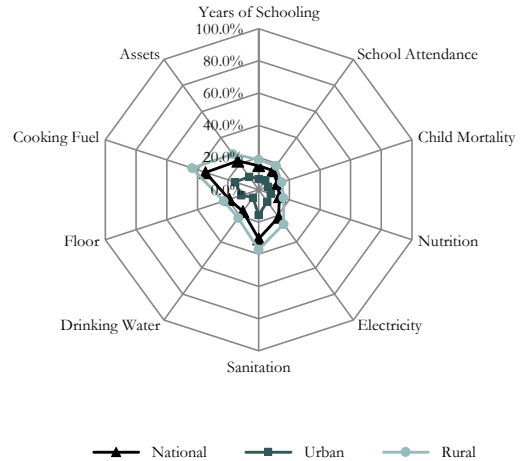 Years of Schooling
100.0%
Assets
School Attendance
80.0%
60.0%
40.0%
Cooking Fuel
Child Mortality
20.0%
0.0%
Floor
Nutrition
Drinking Water
Electricity
Sanitation
National Urban Rural